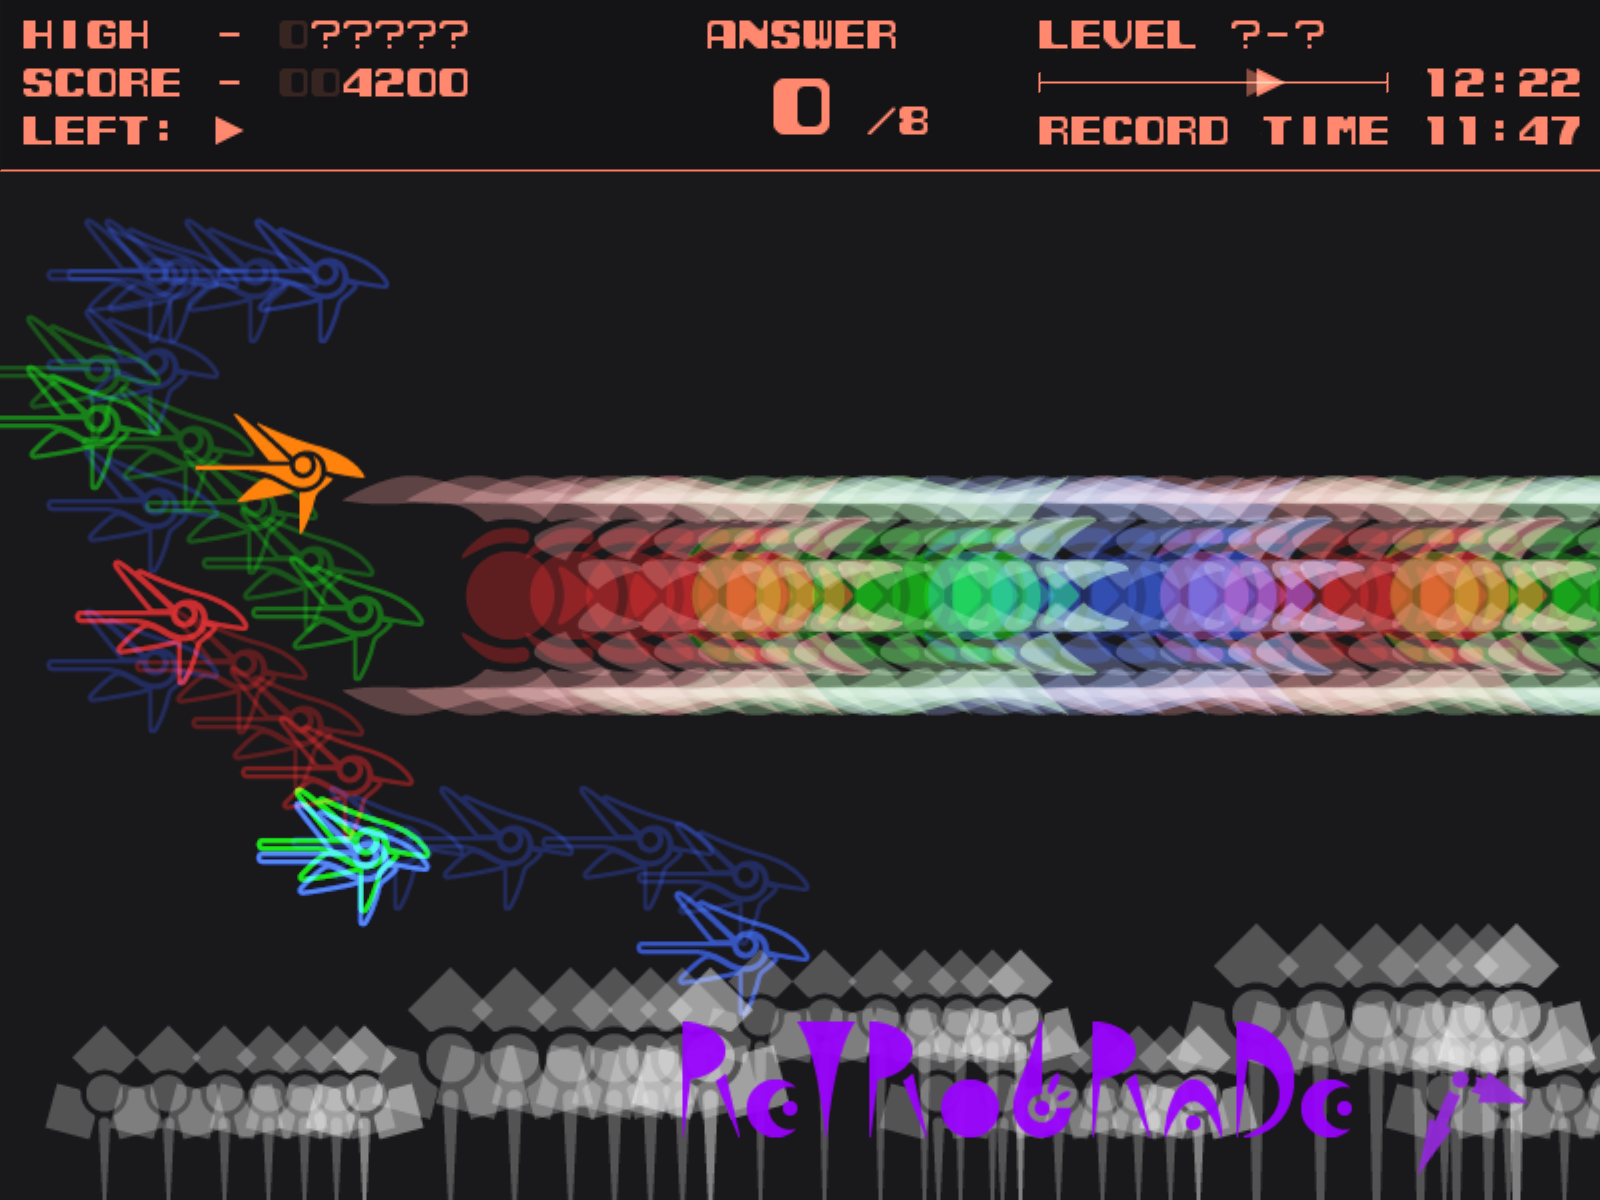 HIGH - 0?????
SCORE - 004200
LEFT:
ANSWER
0 /8
LEVEL ?-?
12:22
RECORD TIME 11:47
RETROGRADE